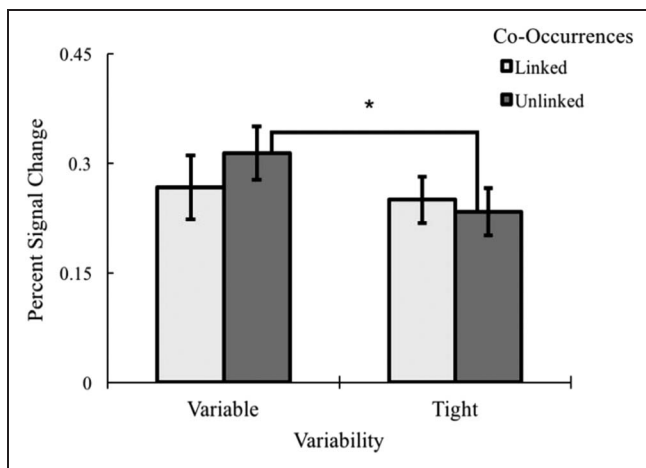 Co-Occurrences
Linked
Unlinked
0.45
0.3
0.15
0
*
Percent Signal Change
Variable
Tight
Variability